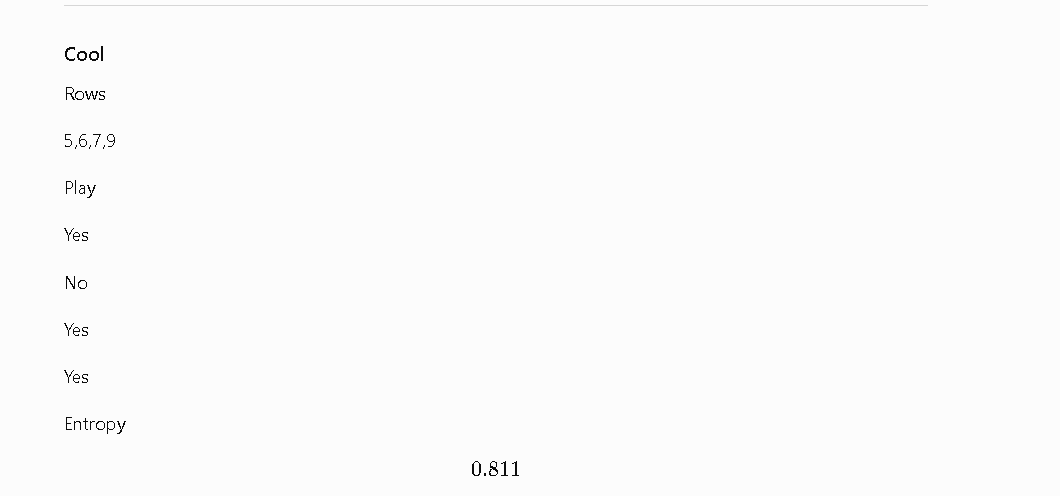 Cool
Rows
5,6,7,9
Play
Yes
No
Yes
Yes
Entropy
0.811